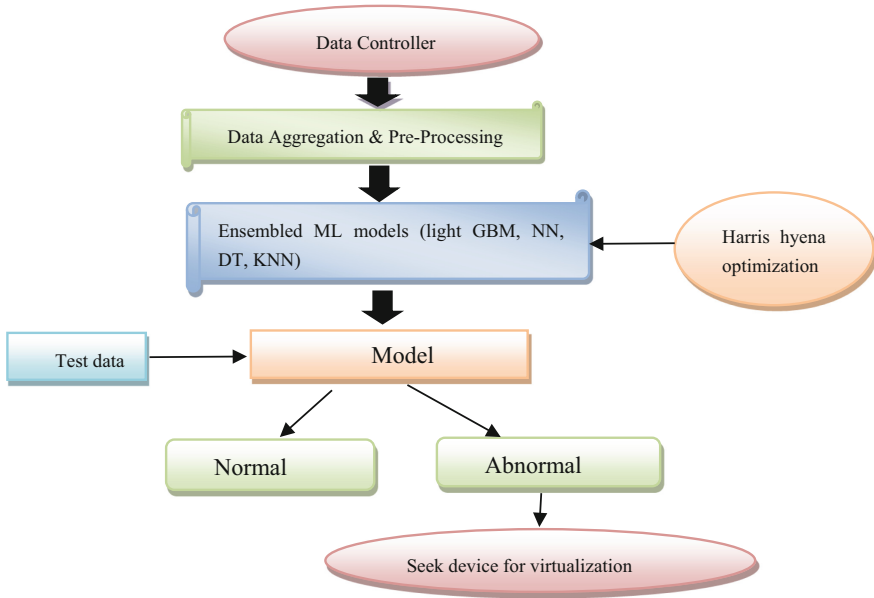 Data Controller
Data Aggregation & Pre-Processing
Ensembled ML models (light GBM, NN,
DT, KNN)
Harris hyena
optimization
Test data
Model
Normal
Abnormal
Seek device for virtualization